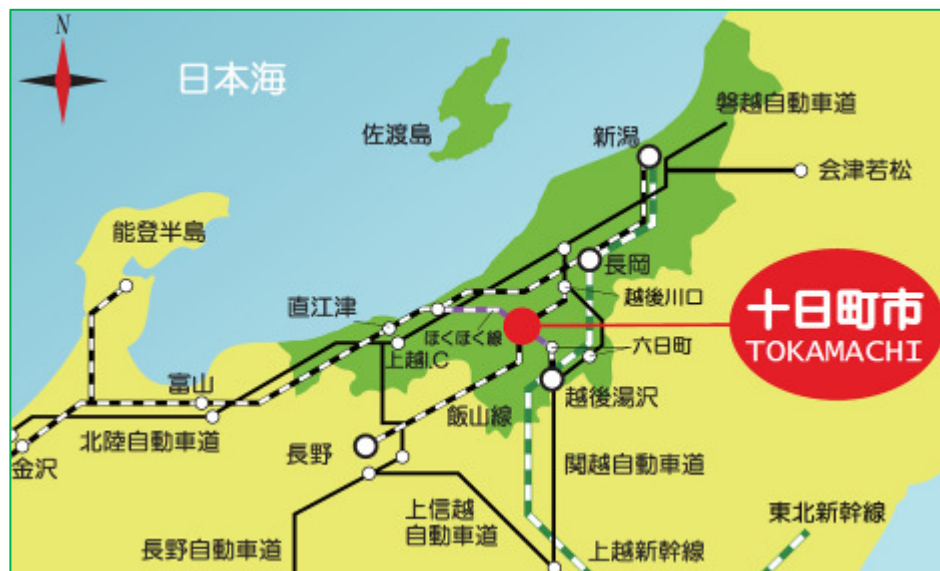 N
日本海
佐渡島
磐越自動車道
新潟
会津若松
能登半島
長岡
直江津
越後川口
十日町市
TOKAMACHI
ほくほく線
六日町
上越I.C
富山
越後湯沢
飯山線
北陸自動車道
長野
金沢
関越自動車道
上信越
自動車道
東北新幹線
長野自動車道
上越新幹線